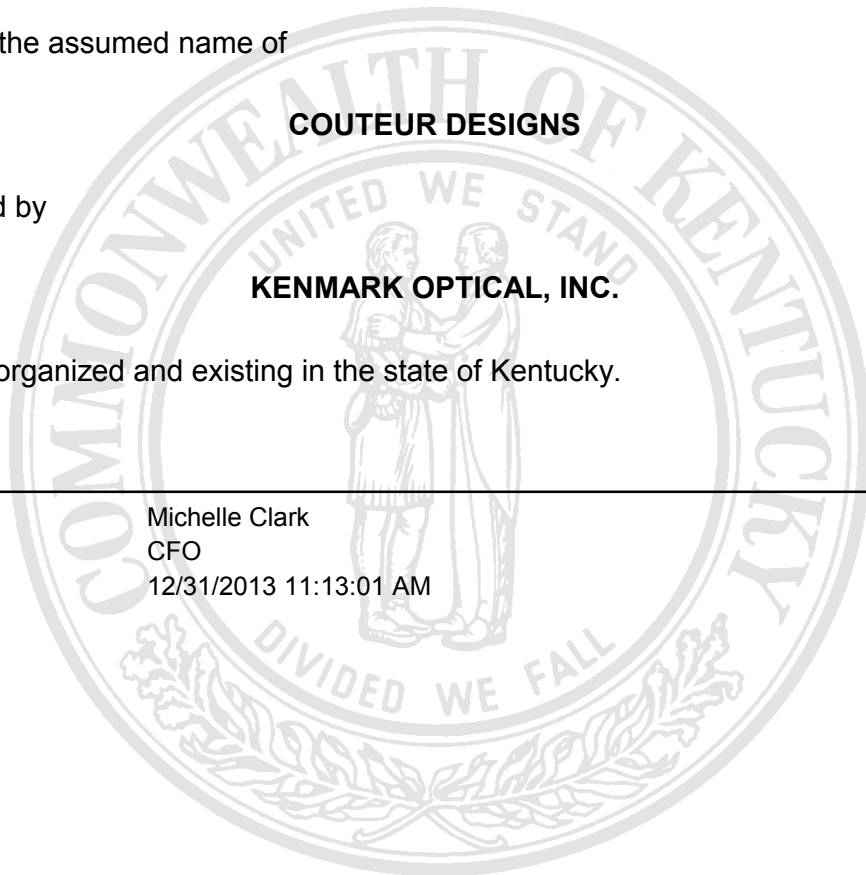 the assumed name of
COUTEUR DESIGNS
d by
KENMARK OPTICAL, INC.
organized and existing in the state of Kentucky.
Michelle Clark
CFO
12/31/2013 11:13:01 AM
COMMONWEALTH OF KENTUCKY
UNITED WE STAND
DIVIDED WE FALL